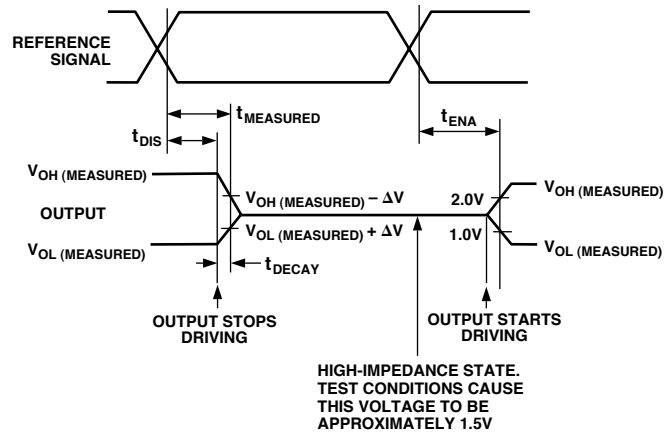 REFERENCE
SIGNAL
tMEASURED
tDIS
tENA
VOH (MEASURED)
VOH (MEASURED) – ΔV
2.0V
VOH (MEASURED)
OUTPUT
VOL (MEASURED) + ΔV
1.0V
VOL (MEASURED)
VOL (MEASURED)
tDECAY
OUTPUT STOPS
DRIVING
OUTPUT STARTS
DRIVING
HIGH-IMPEDANCE STATE.
TEST CONDITIONS CAUSE
THIS VOLTAGE TO BE
APPROXIMATELY 1.5V